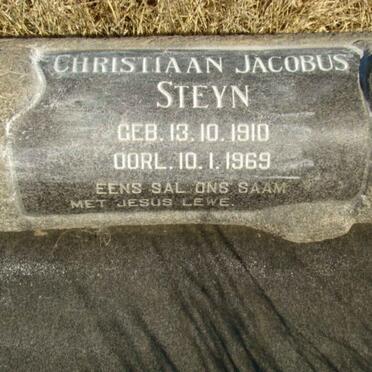 CHRISTIAAN JACOBUS
STEYN
GEB. 13.10.1910
OORL. 10.1.1969
EENS SAL ONS SAAM
MET JESUS LEWE.